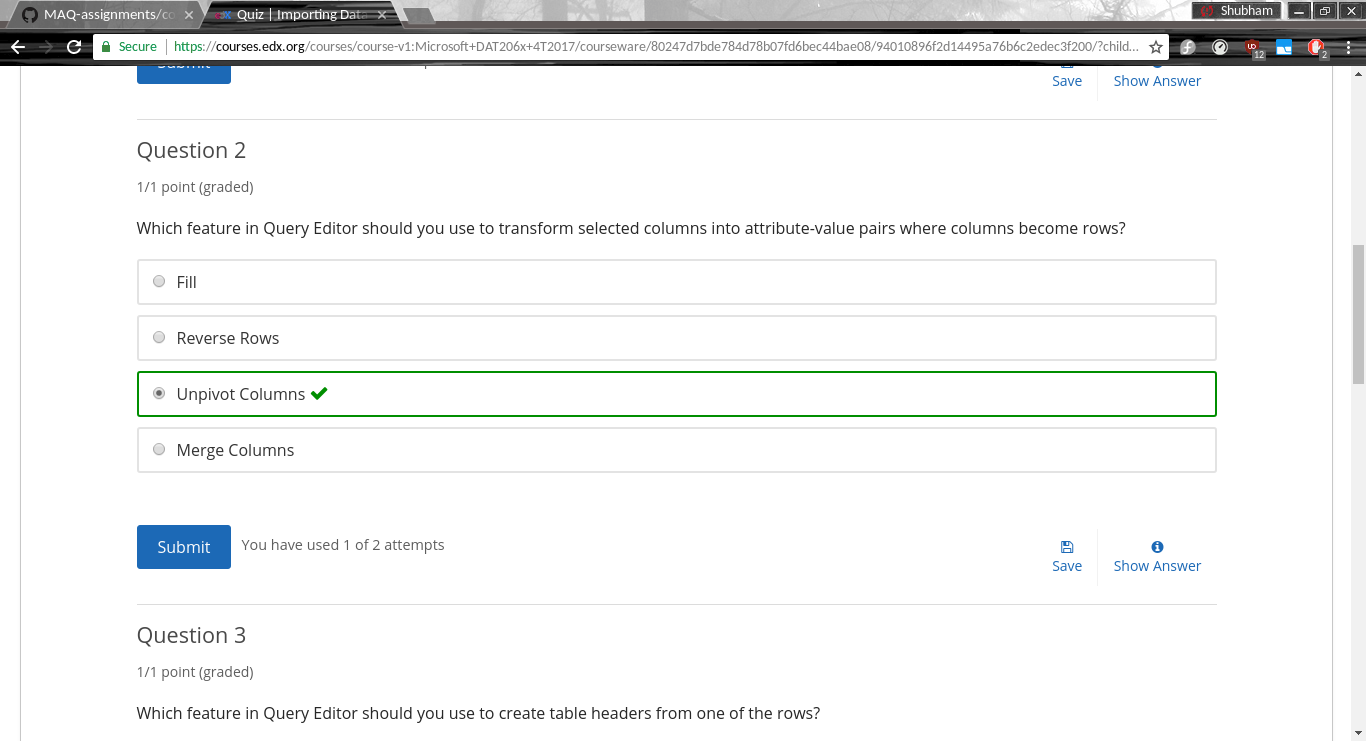 MAQ-assignments/co
Quiz | Importing Data
Shubham
Secure
https://courses.edx.org/courses/course-v1:Microsoft+DAT206x+4T2017/courseware/80247d7bde784d78b07fd6bec44bae08/94010896f2d14495a76b6c2edec3f200/?child...
12
2
Submit
Save
Show Answer
Question 2
1/1 point (graded)
Which feature in Query Editor should you use to transform selected columns into attribute-value pairs where columns become rows?
Fill
Reverse Rows
Unpivot Columns
Merge Columns
Submit
You have used 1 of 2 attempts
Save
Show Answer
Question 3
1/1 point (graded)
Which feature in Query Editor should you use to create table headers from one of the rows?